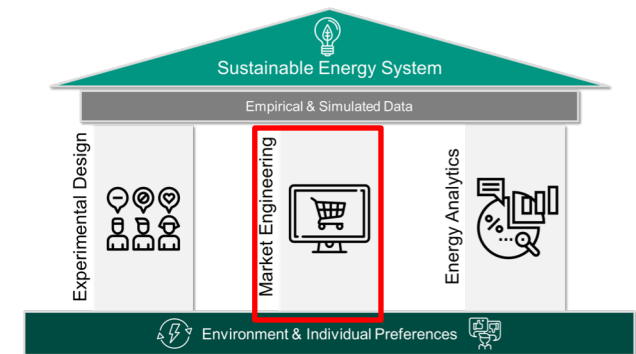 Sustainable Energy System
Empirical & Simulated Data
Experimental Design
Market Engineering
Energy Analytics
%
Environment & Individual Preferences